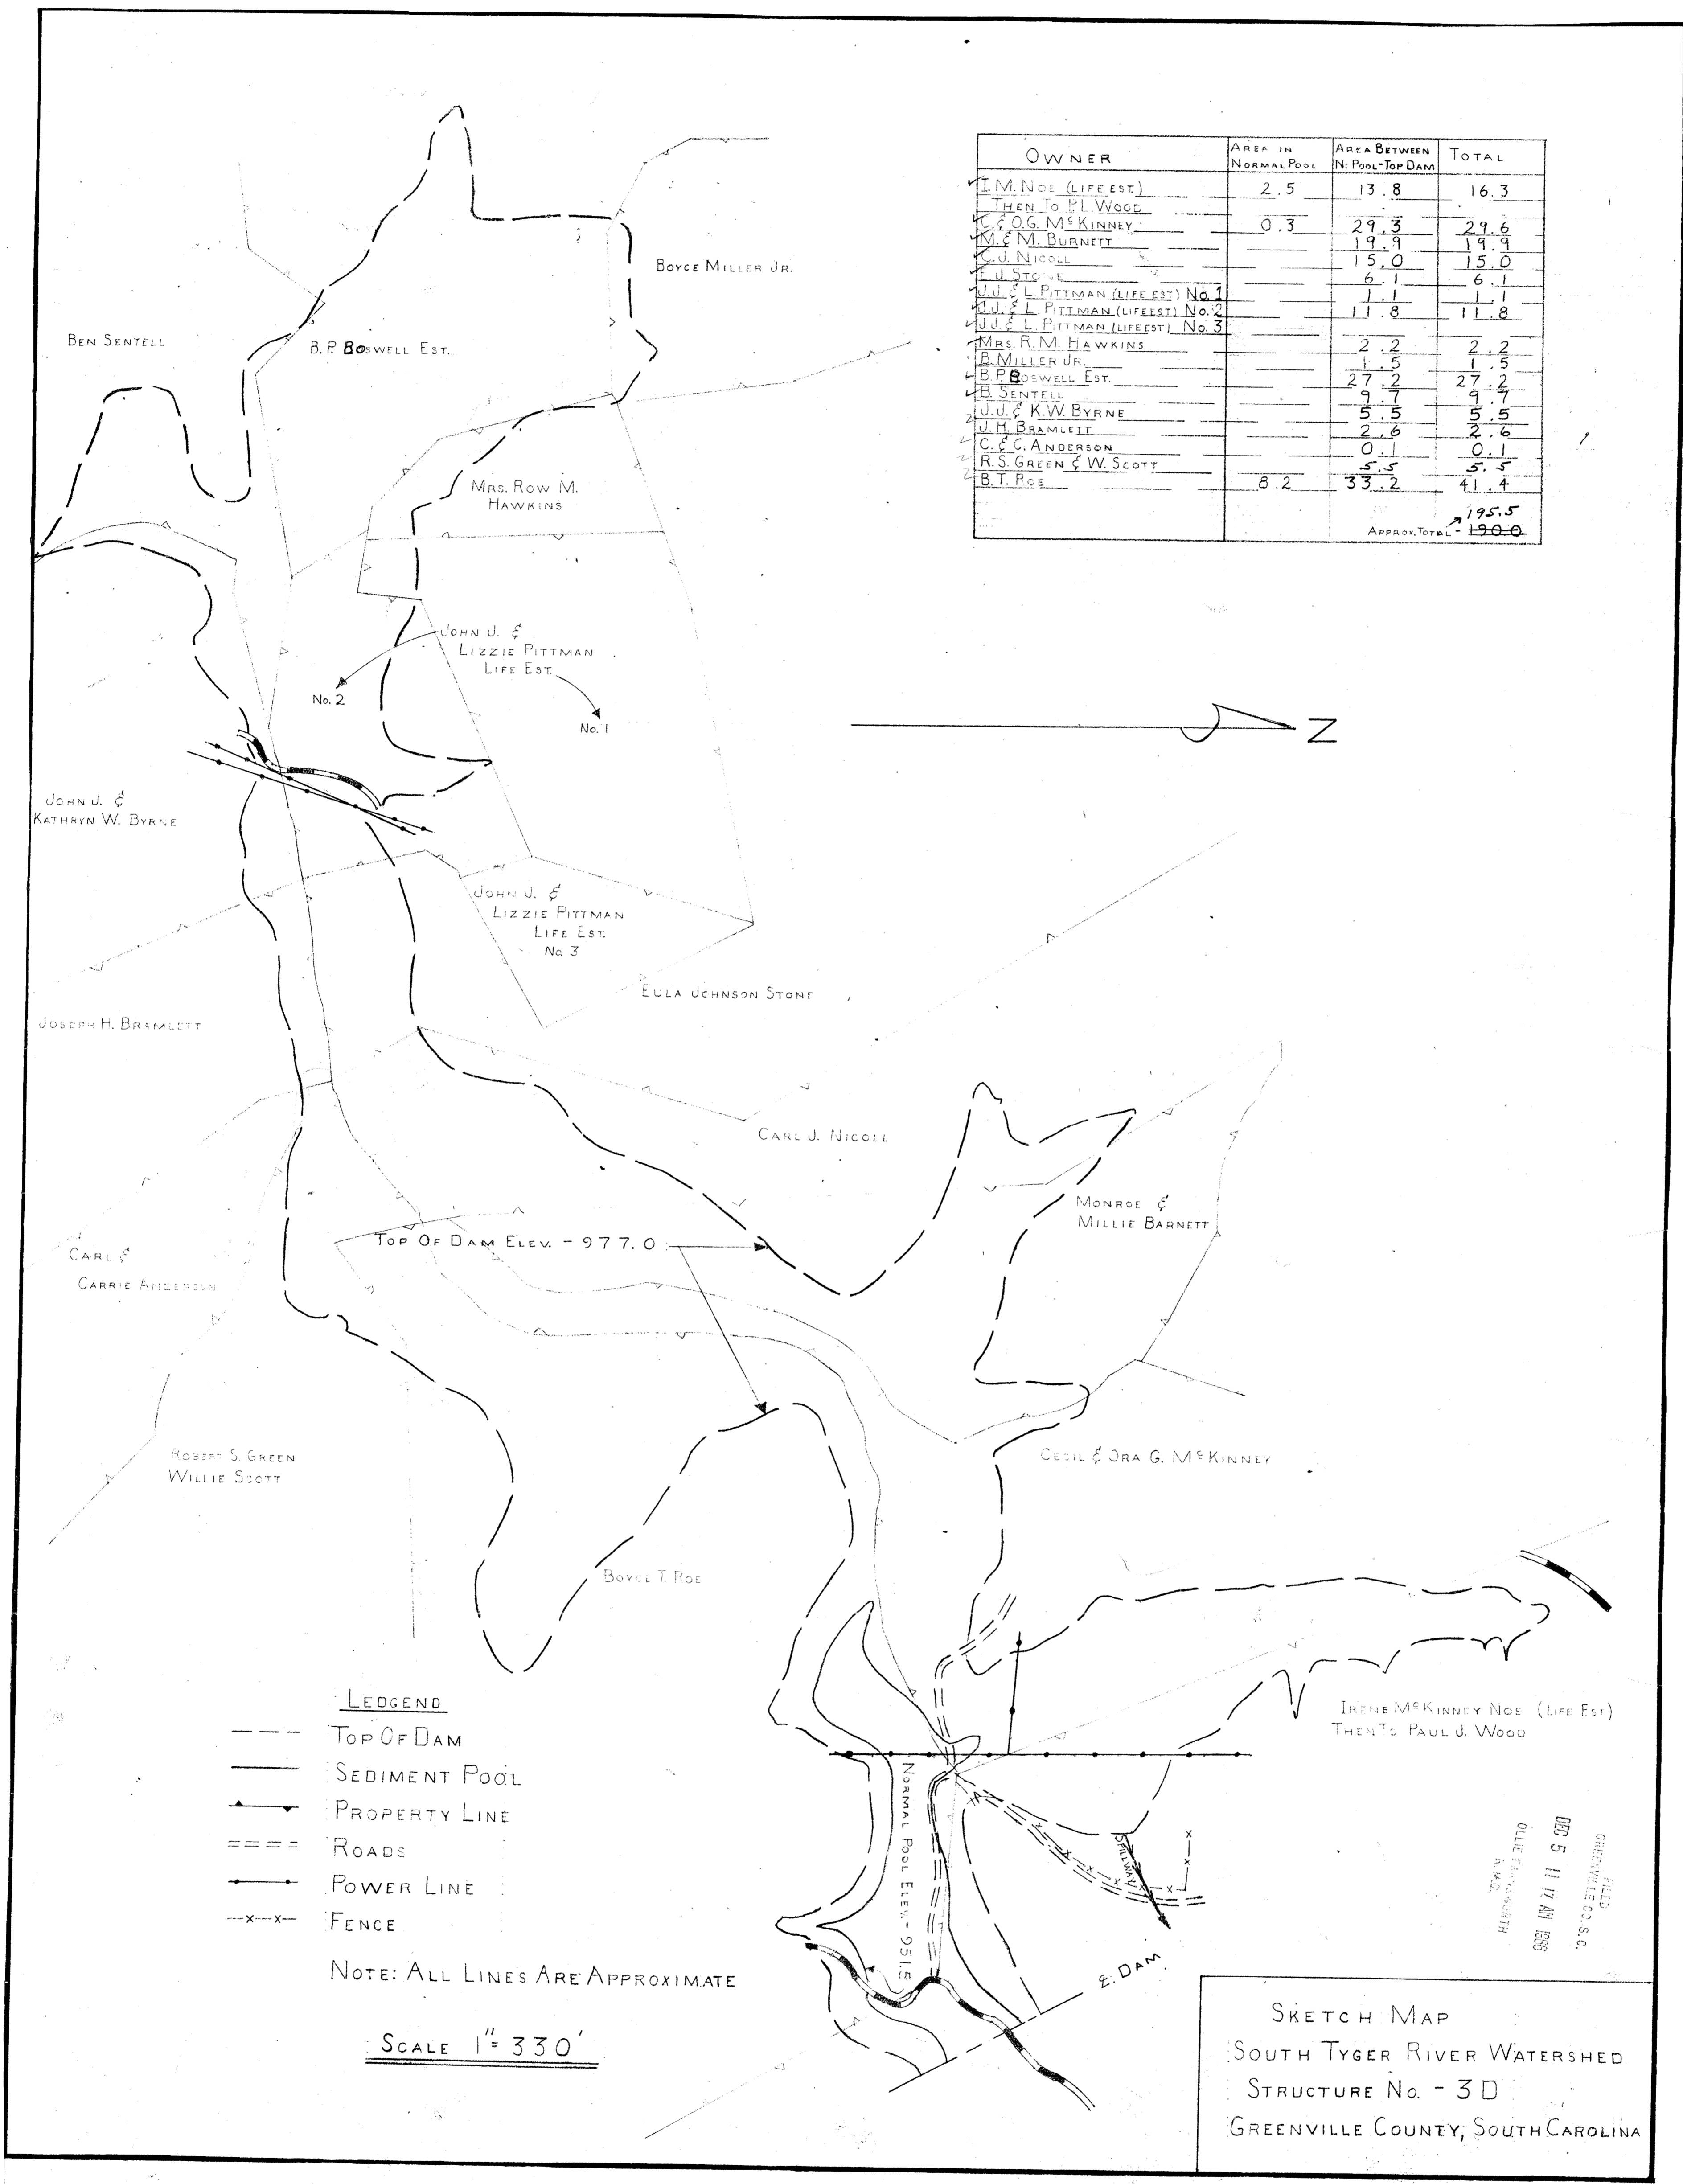 OWNER
AREA IN NORMAL POOL
AREA BETWEEN N. POOL-TOP DAM
TOTAL
I.M. NOE (LIFE EST.) 2.5 13.8 16.3
THEN TO P.L. WOOD
C. & O.G. McKINNEY 0.3 29.3 29.6
M. & M. BURNETT 19.9 19.9
C.J. NICOLL 15.0 15.0
E.J. STONE 6.1 6.1
J.J. & L. PITTMAN (LIFE EST) No. 1 1.1 1.1
J.J. & L. PITTMAN (LIFE EST) No. 2 11.8 11.8
J.J. & L. PITTMAN (LIFE EST) No. 3
MRS. R.M. HAWKINS 2.2 2.2
B. MILLER JR. 1.5 1.5
B.P. BOSWELL EST. 27.2 27.2
B. SENTELL 9.7 9.7
J.J. & K.W. BYRNE 5.5 5.5
J.H. BRAMLETT 2.6 2.6
C. & C. ANDERSON 0.1 0.1
R.S. GREEN & W. SCOTT 5.5 5.5
B.T. ROE 8.2 33.2 41.4
195.5
APPROX. TOTAL - 190.0
BOYCE MILLER JR.
BEN SENTELL
B.P. BOSWELL EST.
MRS. ROW M.
HAWKINS
JOHN J. &
LIZZIE PITTMAN
LIFE EST.
No. 2
No. 1
N
JOHN J. &
KATHRYN W. BYRNE
JOHN J. &
LIZZIE PITTMAN
LIFE EST.
No. 3
EULA JOHNSON STONE
JOSEPH H. BRAMLETT
CARL J. NICOLL
MONROE &
MILLIE BARNETT
TOP OF DAM ELEV. - 977.0
CARL &
CARRIE ANDERSON
ROBERT S. GREEN
WILLIE SCOTT
CECIL & ORA G. McKINNEY
BOYCE T. ROE
IRENE McKINNEY NOE (LIFE EST)
THEN TO PAUL J. WOOD
NORMAL POOL ELEV. - 951.5
SPILLWAY
℄ DAM
LEDGEND
TOP OF DAM
SEDIMENT POOL
PROPERTY LINE
ROADS
POWER LINE
FENCE
NOTE: ALL LINES ARE APPROXIMATE
SCALE 1" = 330'
FILED
GREENVILLE CO. S.C.
DEC 5 11 17 AM
OLLIE FARNSWORTH
R.M.C.
SKETCH MAP
SOUTH TYGER RIVER WATERSHED
STRUCTURE No. - 3D
GREENVILLE COUNTY, SOUTH CAROLINA